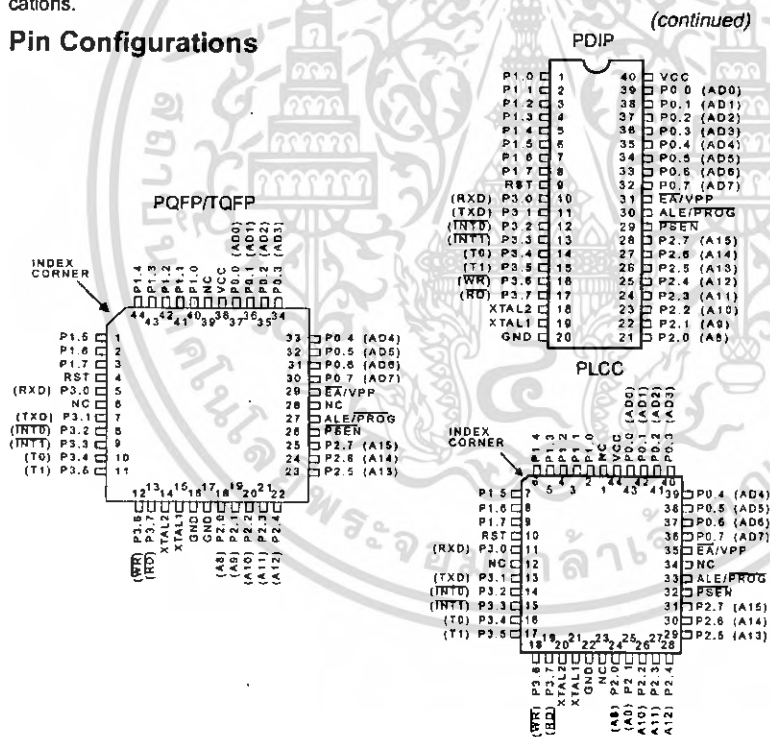 cations.
(continued)
Pin Configurations
PDIP
P1.0 1 40 VCC
P1.1 2 39 P0.0 (AD0)
P1.2 3 38 P0.1 (AD1)
P1.3 4 37 P0.2 (AD2)
P1.4 5 36 P0.3 (AD3)
P1.5 6 35 P0.4 (AD4)
P1.6 7 34 P0.5 (AD5)
P1.7 8 33 P0.6 (AD6)
RST 9 32 P0.7 (AD7)
(RXD) P3.0 10 31 EA/VPP
(TXD) P3.1 11 30 ALE/PROG
(INT0) P3.2 12 29 PSEN
(INT1) P3.3 13 28 P2.7 (A15)
(T0) P3.4 14 27 P2.6 (A14)
(T1) P3.5 15 26 P2.5 (A13)
(WR) P3.6 16 25 P2.4 (A12)
(RD) P3.7 17 24 P2.3 (A11)
XTAL2 18 23 P2.2 (A10)
XTAL1 19 22 P2.1 (A9)
GND 20 21 P2.0 (A8)
PQFP/TQFP
INDEX
CORNER
P1.4 P1.3 P1.2 P1.1 P1.0 NC VCC P0.0 (AD0) P0.1 (AD1) P0.2 (AD2) P0.3 (AD3)
44 43 42 41 40 39 38 37 36 35 34
P1.5 1 33 P0.4 (AD4)
P1.6 2 32 P0.5 (AD5)
P1.7 3 31 P0.6 (AD6)
RST 4 30 P0.7 (AD7)
(RXD) P3.0 5 29 EA/VPP
NC 6 28 NC
(TXD) P3.1 7 27 ALE/PROG
(INT0) P3.2 8 26 PSEN
(INT1) P3.3 9 25 P2.7 (A15)
(T0) P3.4 10 24 P2.6 (A14)
(T1) P3.5 11 23 P2.5 (A13)
12 13 14 15 16 17 18 19 20 21 22
(WR) P3.6 (RD) P3.7 XTAL2 XTAL1 GND GND (A8) P2.0 (A9) P2.1 (A10) P2.2 (A11) P2.3 (A12) P2.4
PLCC
INDEX
CORNER
P1.4 P1.3 P1.2 P1.1 P1.0 NC VCC P0.0 (AD0) P0.1 (AD1) P0.2 (AD2) P0.3 (AD3)
6 5 4 3 2 1 44 43 42 41 40
P1.5 7 39 P0.4 (AD4)
P1.6 8 38 P0.5 (AD5)
P1.7 9 37 P0.6 (AD6)
RST 10 36 P0.7 (AD7)
(RXD) P3.0 11 35 EA/VPP
NC 12 34 NC
(TXD) P3.1 13 33 ALE/PROG
(INT0) P3.2 14 32 PSEN
(INT1) P3.3 15 31 P2.7 (A15)
(T0) P3.4 16 30 P2.6 (A14)
(T1) P3.5 17 29 P2.5 (A13)
18 19 20 21 22 23 24 25 26 27 28
(WR) P3.6 (RD) P3.7 XTAL2 XTAL1 GND NC (A8) P2.0 (A9) P2.1 (A10) P2.2 (A11) P2.3 (A12) P2.4